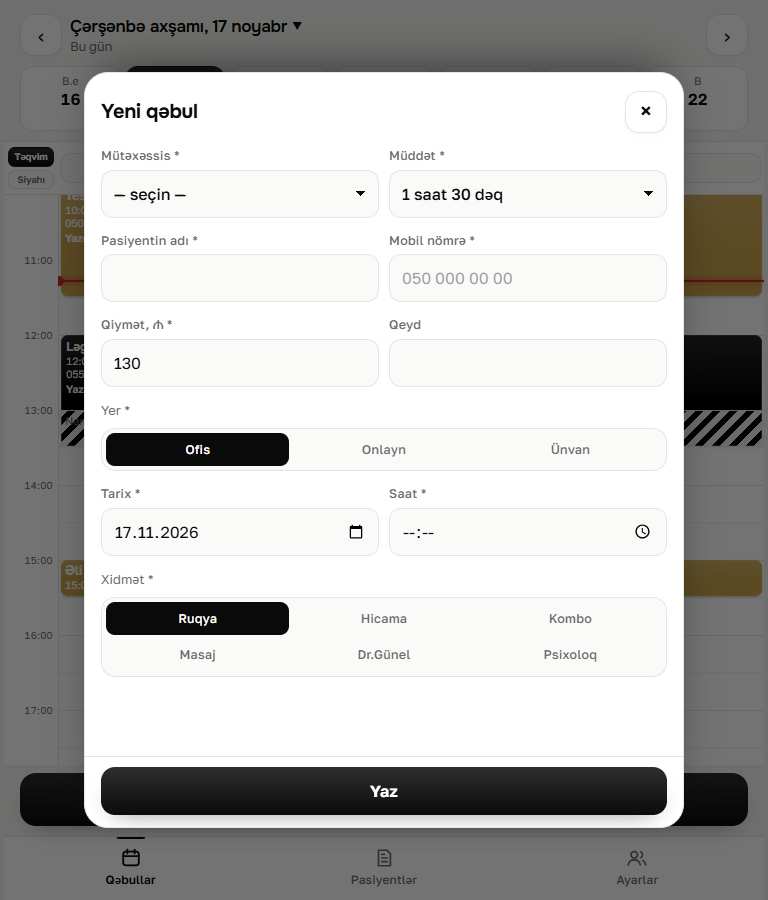 Çərşənbə axşamı, 17 noyabr ▼
Bu gün
B.e
16
B
22
Təqvim
Siyahı
11:00
12:00
13:00
14:00
15:00
16:00
17:00
Yeni qəbul
×
Mütəxəssis *
Müddət *
— seçin —
1 saat 30 dəq
Pasiyentin adı *
Mobil nömrə *
050 000 00 00
Qiymət, ₼ *
Qeyd
130
Yer *
Ofis
Onlayn
Ünvan
Tarix *
Saat *
17.11.2026
--:--
Xidmət *
Ruqya
Hicama
Kombo
Masaj
Dr.Günel
Psixoloq
Yaz
Qəbullar
Pasiyentlər
Ayarlar